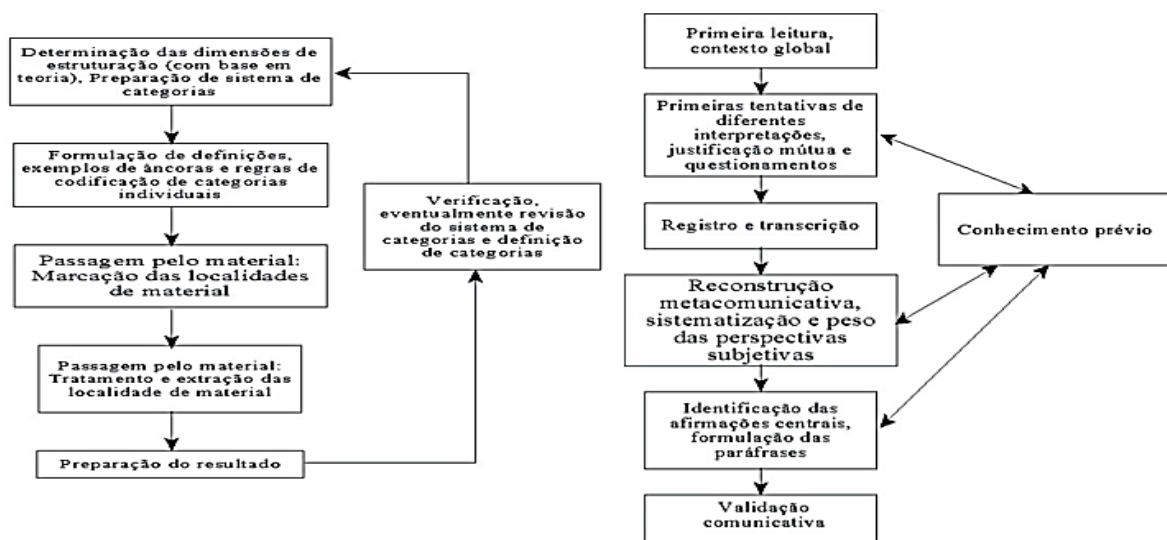 Determinação das dimensões de
estruturação (com base em
teoria), Preparação de sistema de
categorias
Formulação de definições,
exemplos de âncoras e regras de
codificação de categorias
individuais
Passagem pelo material:
Marcação das localidades
de material
Passagem pelo material:
Tratamento e extração das
localidade de material
Preparação do resultado
Verificação,
eventualmente revisão
do sistema de
categorias e definição
de categorias
Primeira leitura,
contexto global
Primeiras tentativas de
diferentes
interpretações,
justificação mútua e
questionamentos
Registro e transcrição
Reconstrução
metacomunicativa,
sistematização e peso
das perspectivas
subjetivas
Identificação das
afirmações centrais,
formulação das
paráfrases
Validação
comunicativa
Conhecimento prévio